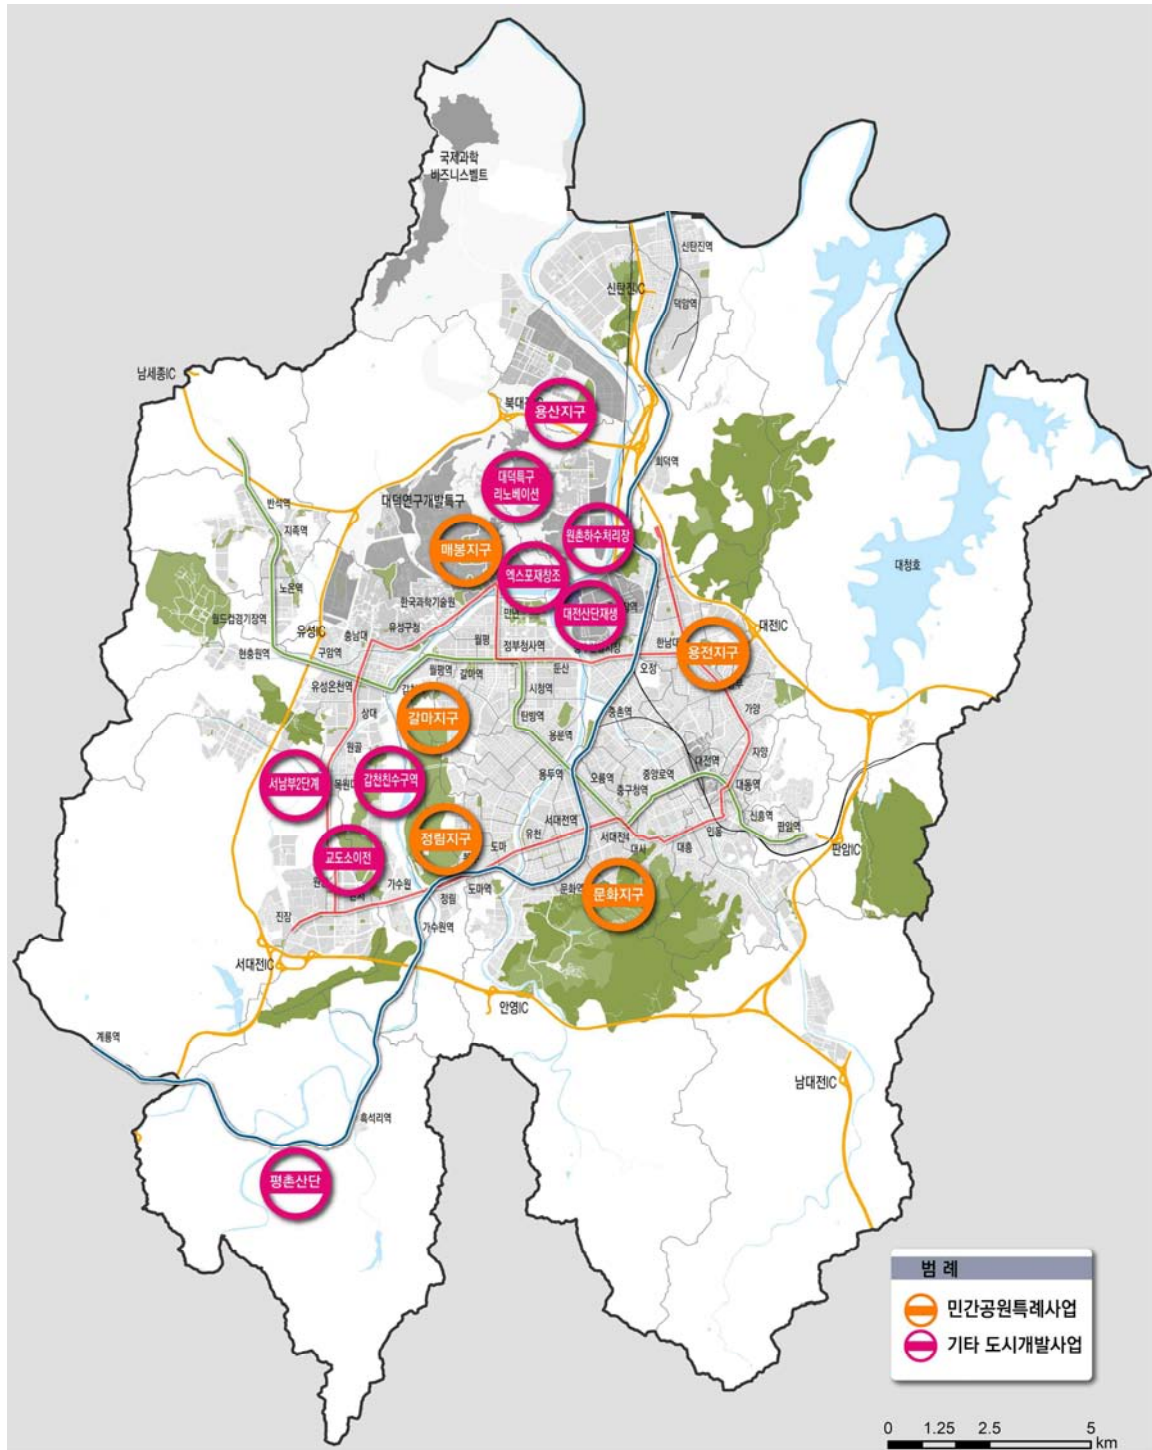 국제과학
비즈니스벨트
신탄진역
신탄진IC
덕암역
남세종IC
용산지구
회덕역
대덕특구
리노베이션
반석역
대덕연구개발특구
지족역
원촌하수처리장
매봉지구
대청호
엑스포재창조
노은역
한국과학기술원
대전산단재생
월드컵경기장역
유성IC
충남대
유성구청
월평
정부청사역
한남대
대전IC
현충원역
구암역
용전지구
둔산
오정
월평역
갈마역
유성온천역
시청역
상대
갈마지구
탄방역
중촌역
가양
용문역
원골
자양
대전역
서남부2단계
갑천친수구역
용두역
오룡역
중앙로역
대동역
중구청역
서대전역
신흥역
판암역
정림지구
유천
인동
서대전4
대사
도마
대흥
판암IC
교도소이전
가수원
도마역
문화역
문화지구
정림
진잠
가수원역
서대전IC
안영IC
계룡역
남대전IC
흑석리역
평촌산단
범 례
민간공원특례사업
기타 도시개발사업
0 1.25 2.5 5
km